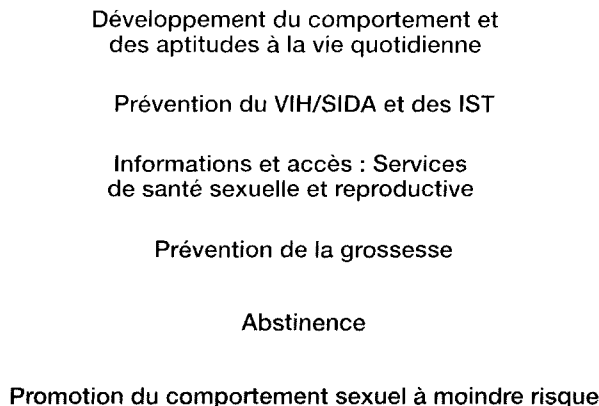 Développement du comportement et
des aptitudes à la vie quotidienne
Prévention du VIH/SIDA et des IST
Informations et accès : Services
de santé sexuelle et reproductive
Prévention de la grossesse
Abstinence
Promotion du comportement sexuel à moindre risque